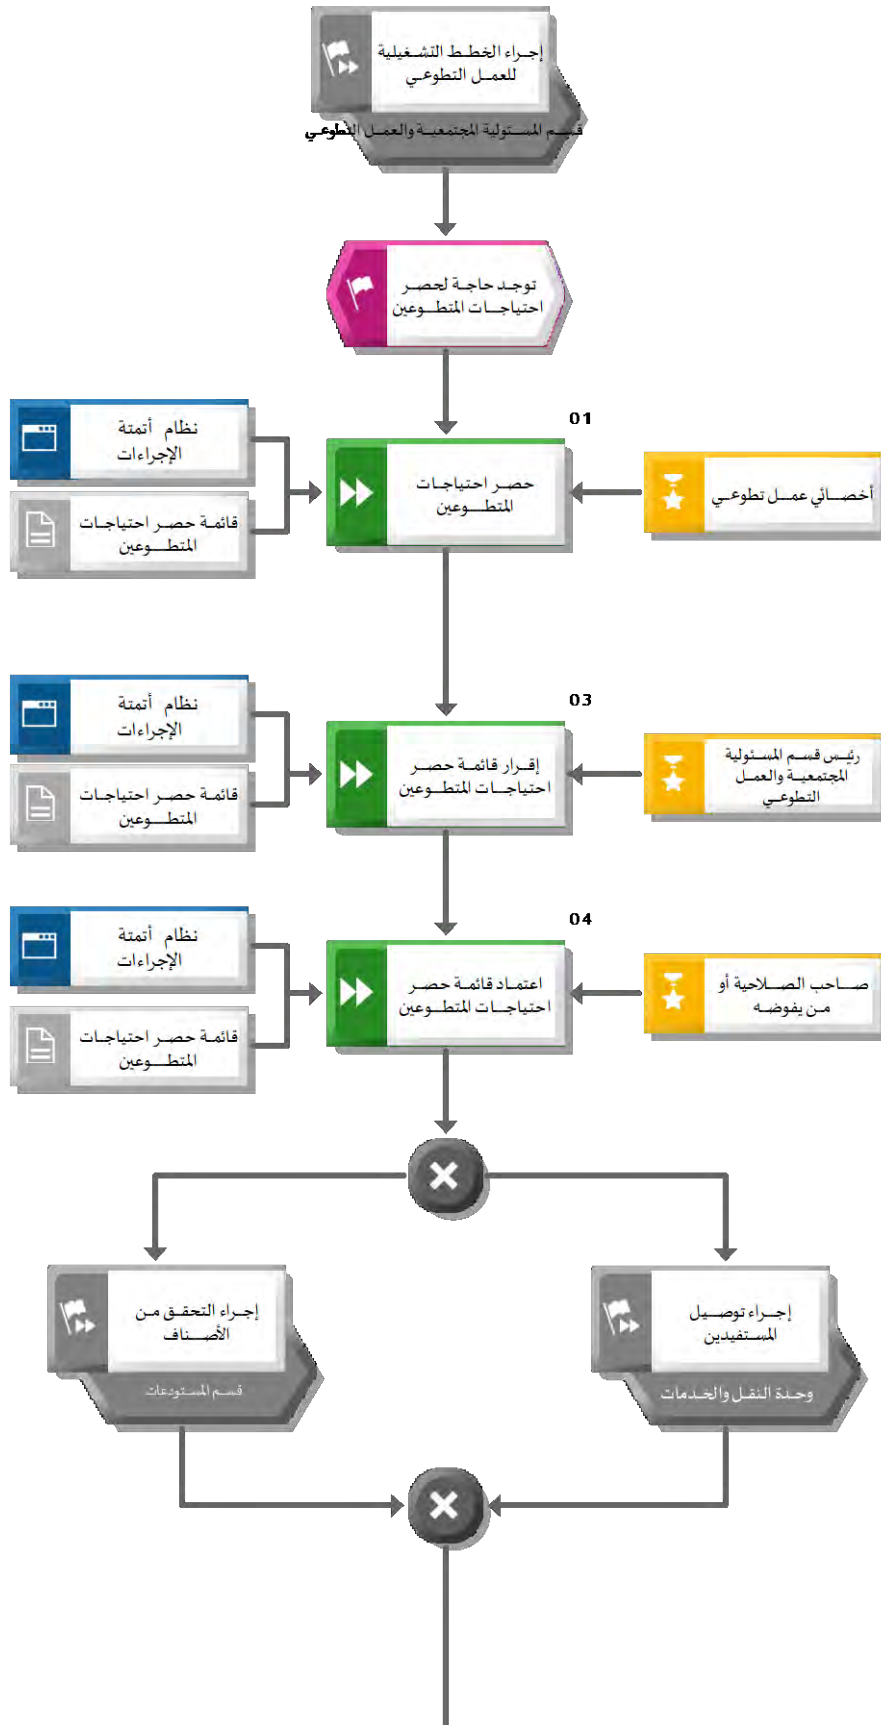 إجراء الخطط التشغيلية
للعمل التطوعي
قسم المسئولية المجتمعية والعمل التطوعي
توجد حاجة لحصر
احتياجات المتطوعين
01
نظام أتمتة
الإجراءات
قائمة حصر احتياجات
المتطوعين
حصر احتياجات
المتطوعين
أخصائي عمل تطوعي
03
نظام أتمتة
الإجراءات
قائمة حصر احتياجات
المتطوعين
إقرار قائمة حصر
احتياجات المتطوعين
رئيس قسم المسئولية
المجتمعية والعمل
التطوعي
04
نظام أتمتة
الإجراءات
قائمة حصر احتياجات
المتطوعين
اعتماد قائمة حصر
احتياجات المتطوعين
صاحب الصلاحية أو
من يفوضه
إجراء توصيل
المستفيدين
وحدة النقل والخدمات
إجراء التحقق من
الأصناف
قسم المستودعات